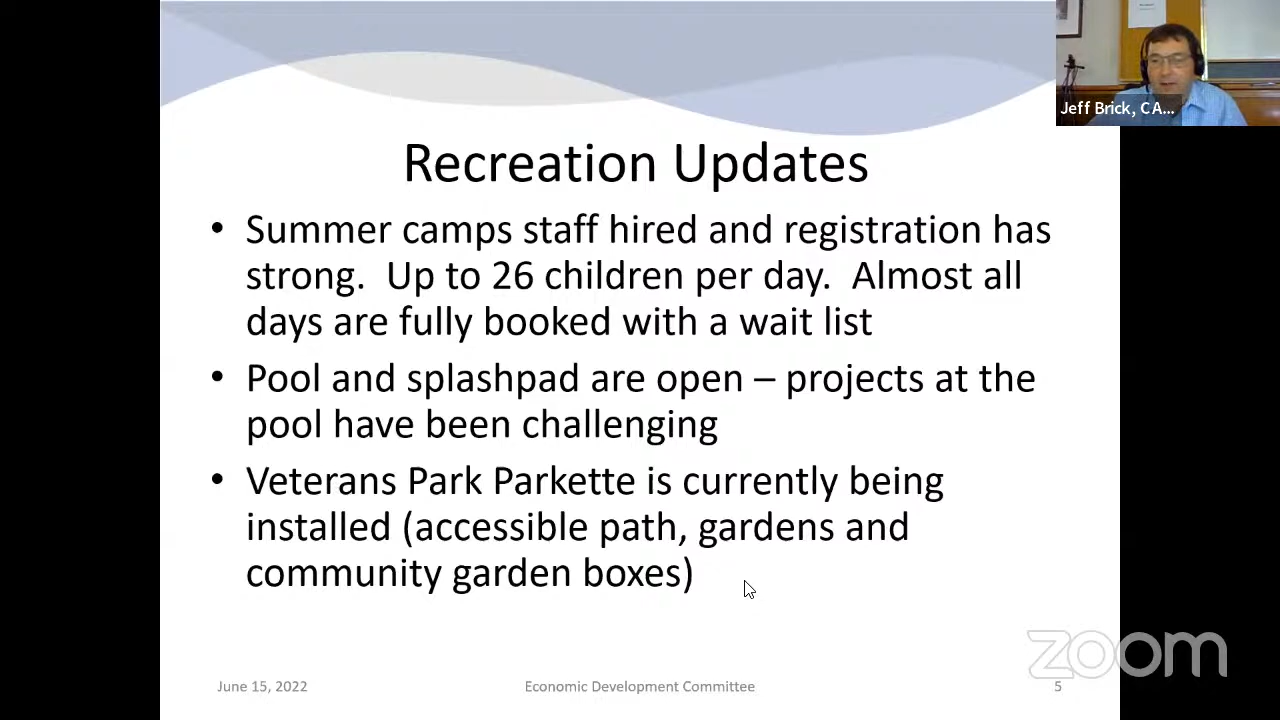 Jeff Brick, CA...
Recreation Updates
• Summer camps staff hired and registration has
strong.  Up to 26 children per day.  Almost all
days are fully booked with a wait list
• Pool and splashpad are open – projects at the
pool have been challenging
• Veterans Park Parkette is currently being
installed (accessible path, gardens and
community garden boxes)
zoom
June 15, 2022
Economic Development Committee
5